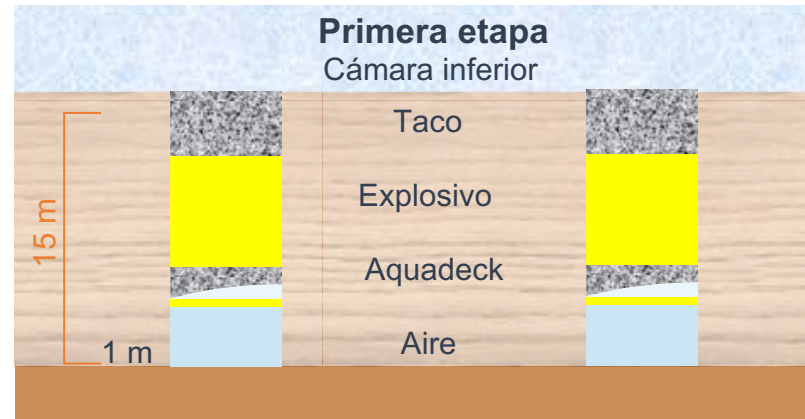 Primera etapa
Cámara inferior
Taco
Explosivo
15 m
Aquadeck
1 m
Aire